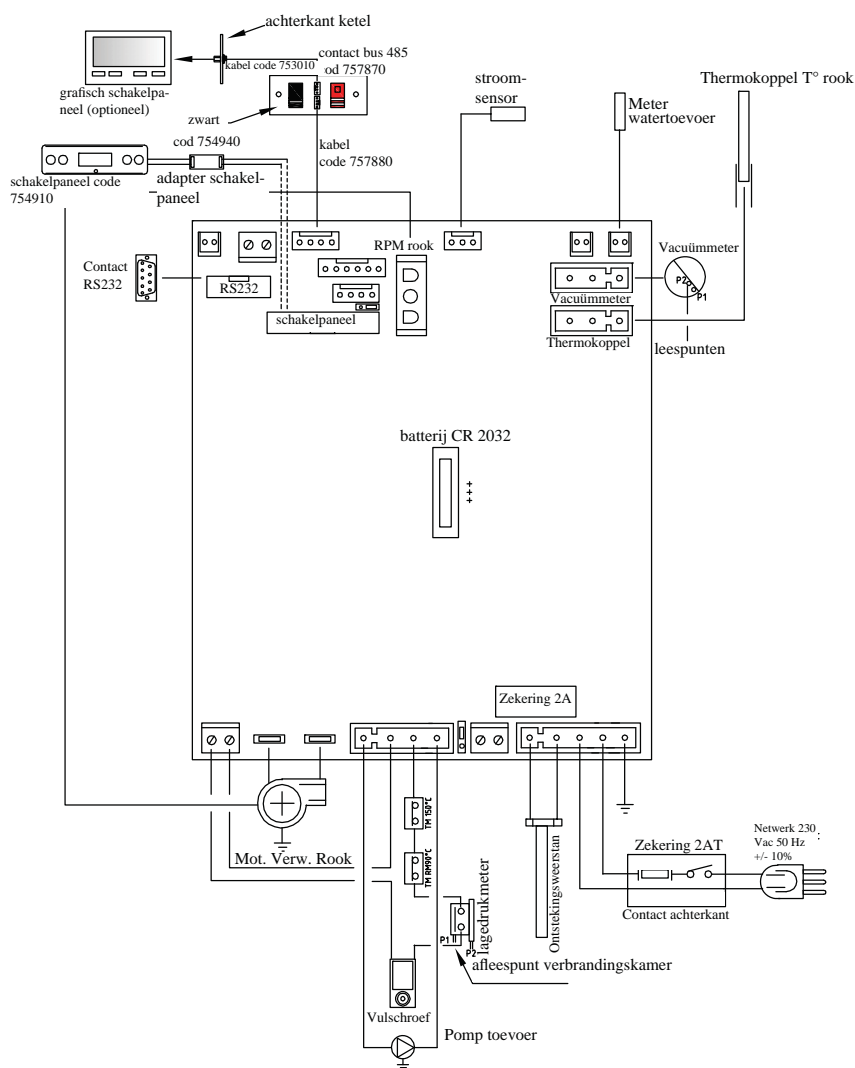 achterkant ketel
contact bus 485
kabel code 753010
od 757870
grafisch schakelpa-
neel (optioneel)
zwart
stroom-
sensor
Meter
watertoevoer
Thermokoppel T° rook
cod 754940
kabel
code 757880
schakelpaneel code
754910
adapter schakel-
paneel
RPM rook
Contact
RS232
RS232
schakelpaneel
Vacuümmeter
Vacuümmeter
P2
P1
Thermokoppel
leespunten
batterij CR 2032
+++
Zekering 2A
TM 150°C
TM RM90°C
Mot. Verw. Rook
lagedrukmeter
P1
P2
Ontstekingsweerstan
Zekering 2AT
Netwerk 230
Vac 50 Hz
+/- 10%
:
Contact achterkant
afleespunt verbrandingskamer
Vulschroef
Pomp toevoer